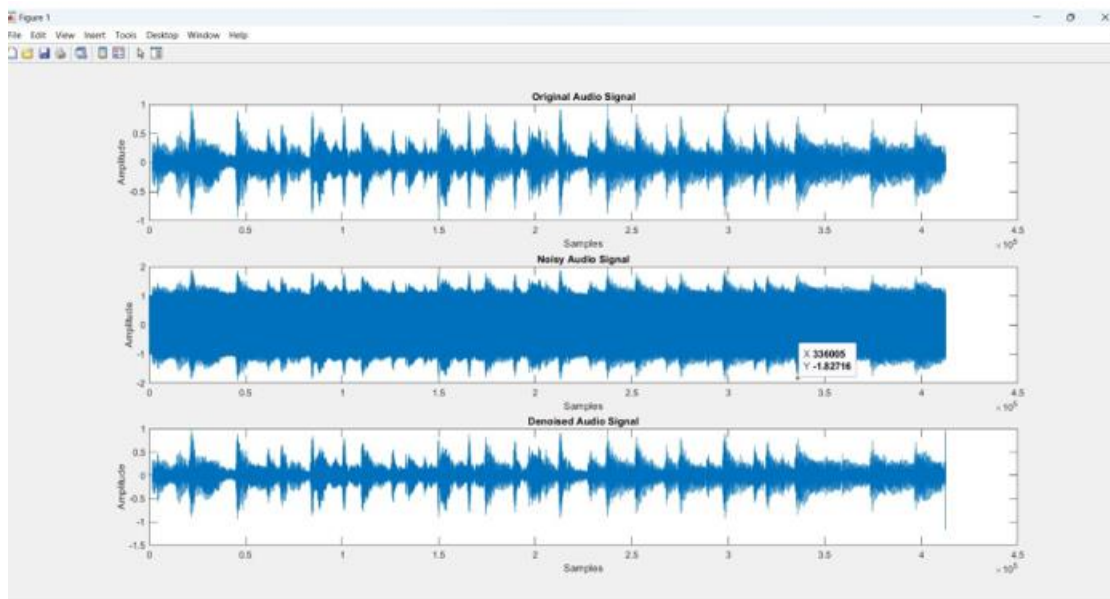 Figure 1
File Edit View Insert Tools Desktop Window Help
Original Audio Signal
1
0.5
0
-0.5
-1
Amplitude
0 0.5 1 1.5 2 2.5 3 3.5 4 4.5
Samples
×10⁵
Noisy Audio Signal
2
1
0
-1
-2
Amplitude
X 336005
Y -1.82716
0 0.5 1 1.5 2 2.5 3 3.5 4 4.5
Samples
×10⁵
Denoised Audio Signal
1
0.5
0
-0.5
-1
-1.5
Amplitude
0 0.5 1 1.5 2 2.5 3 3.5 4 4.5
Samples
×10⁵